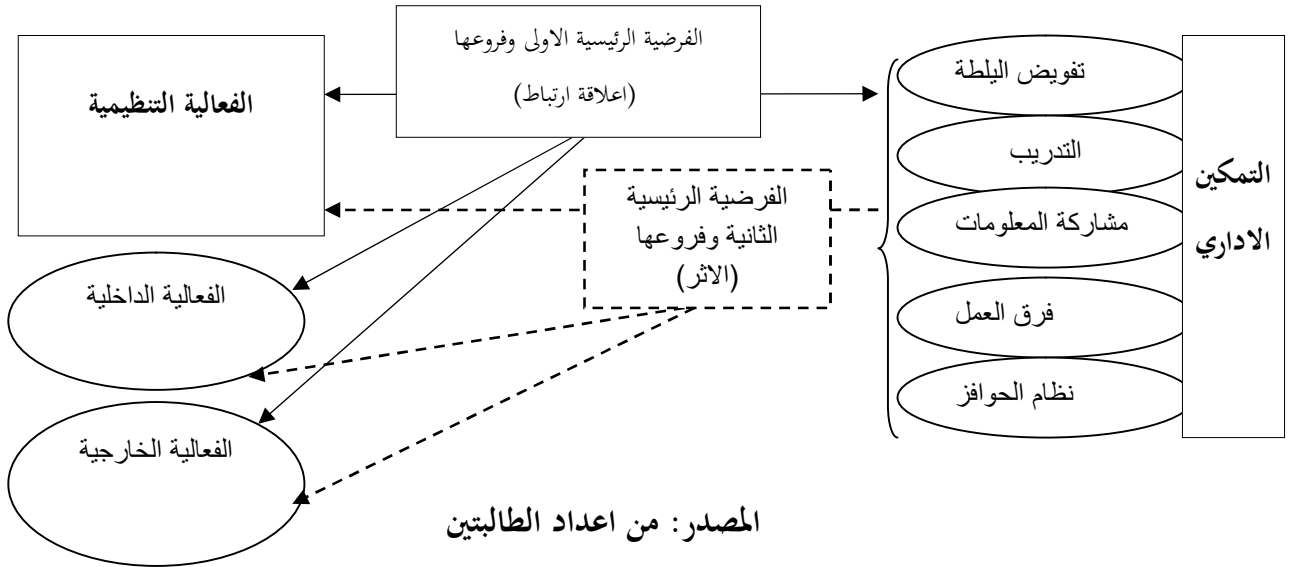 الفرضية الرئيسية الاولى وفروعها
(اعلاقة ارتباط)
التمكين
الاداري
تفويض اليلطة
التدريب
مشاركة المعلومات
فرق العمل
نظام الحوافز
الفرضية الرئيسية
الثانية وفروعها
(الاثر)
الفعالية التنظيمية
الفعالية الداخلية
الفعالية الخارجية
المصدر: من اعداد الطالبتين